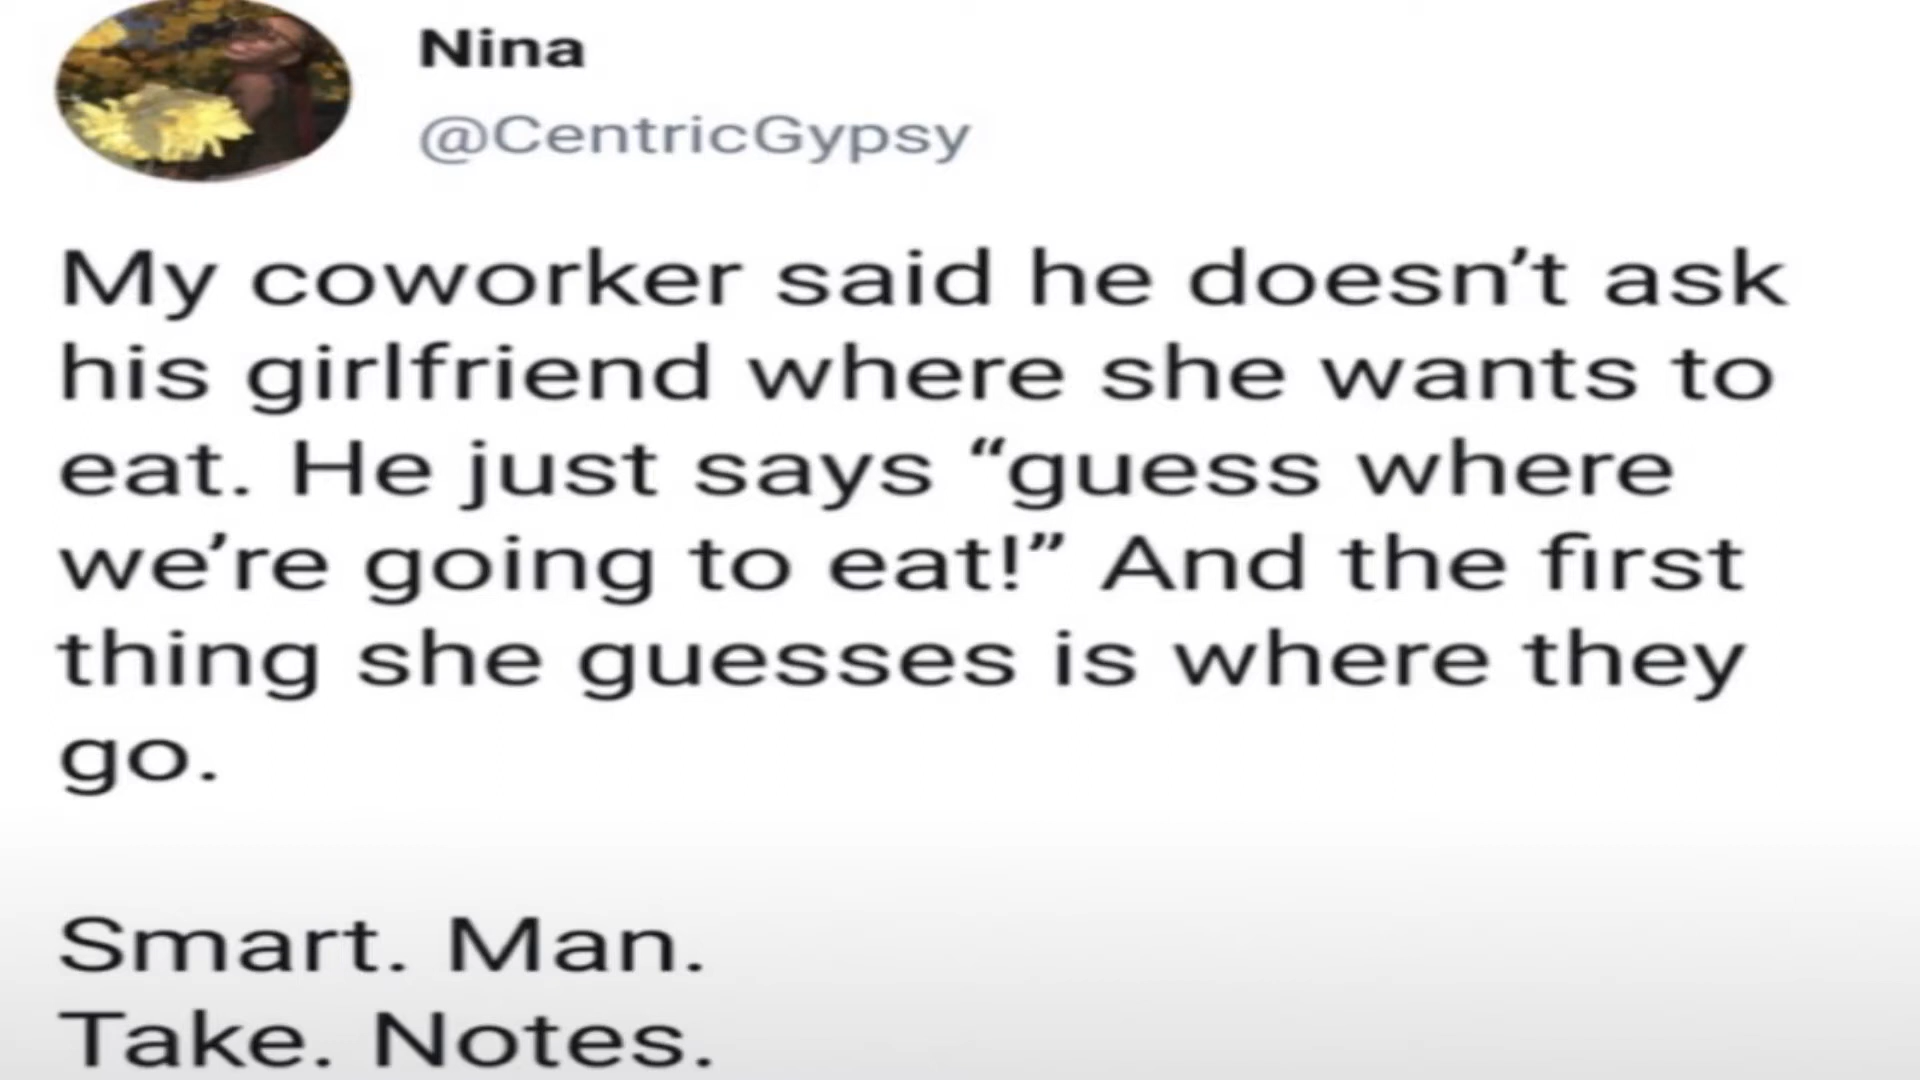 Nina
@CentricGypsy
My coworker said he doesn’t ask
his girlfriend where she wants to
eat. He just says “guess where
we’re going to eat!” And the first
thing she guesses is where they
go.
Smart. Man.
Take. Notes.